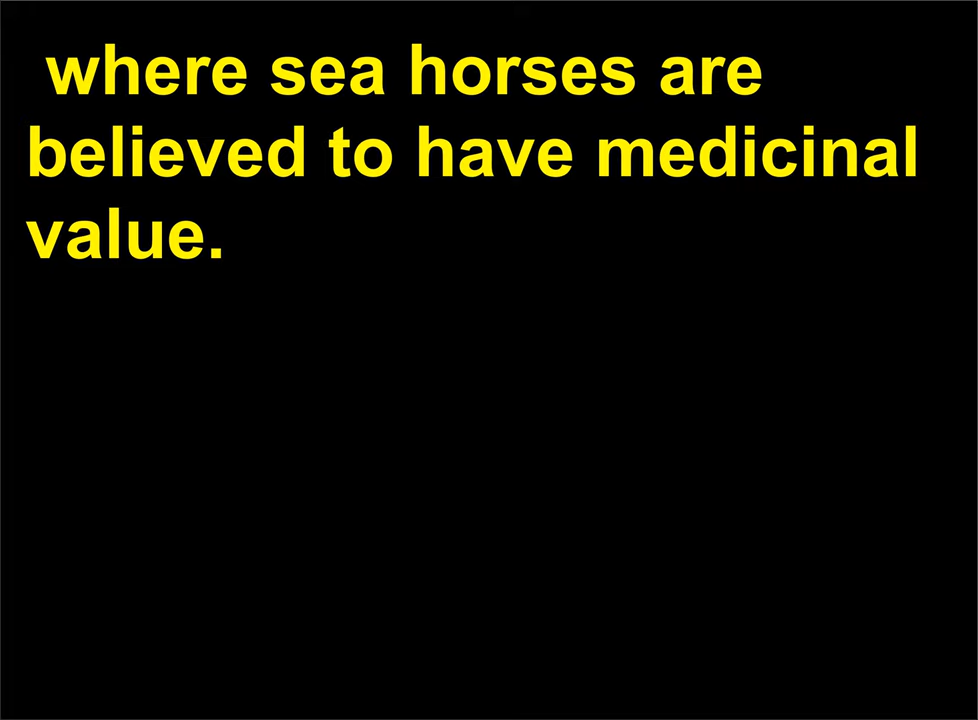 where sea horses are
believed to have medicinal
value.